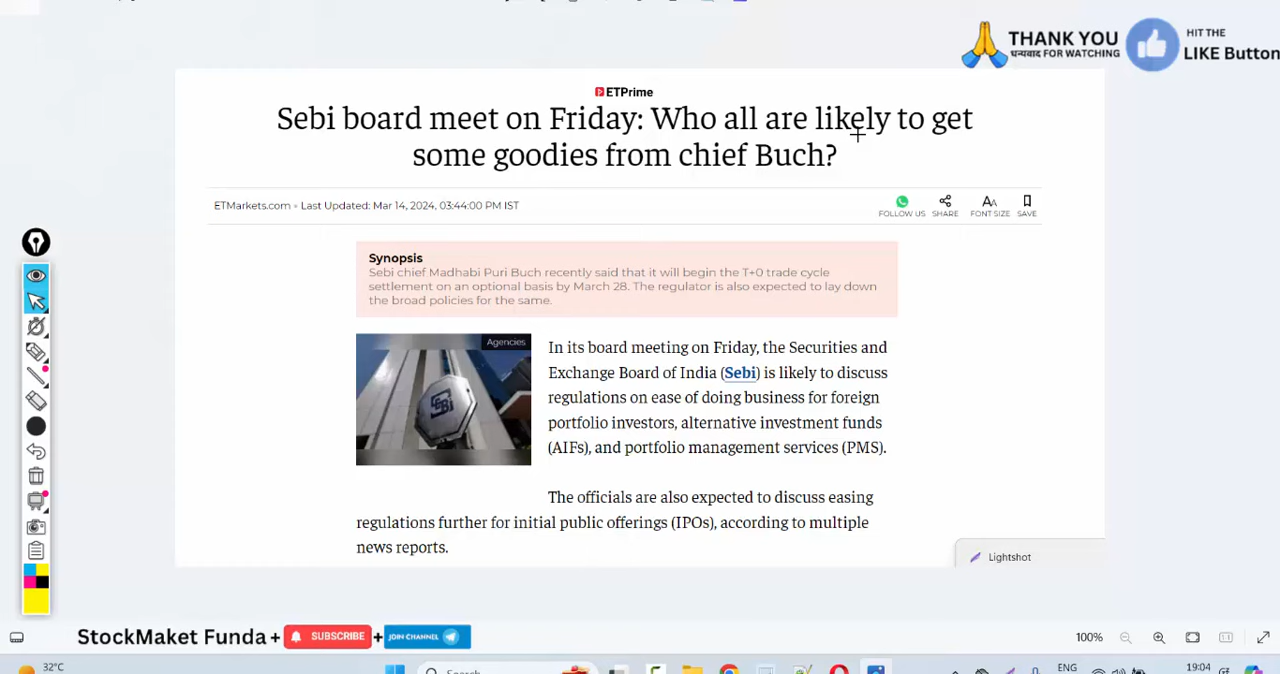 THANK YOU
धन्यवाद FOR WATCHING
HIT THE
LIKE Button
ETPrime
Sebi board meet on Friday: Who all are likely to get
some goodies from chief Buch?
ETMarkets.com • Last Updated: Mar 14, 2024, 03:44:00 PM IST
FOLLOW US SHARE FONT SIZE SAVE
Synopsis
Sebi chief Madhabi Puri Buch recently said that it will begin the T+0 trade cycle
settlement on an optional basis by March 28. The regulator is also expected to lay down
the broad policies for the same.
Agencies
In its board meeting on Friday, the Securities and
Exchange Board of India (Sebi) is likely to discuss
regulations on ease of doing business for foreign
portfolio investors, alternative investment funds
(AIFs), and portfolio management services (PMS).
The officials are also expected to discuss easing
regulations further for initial public offerings (IPOs), according to multiple
news reports.
Lightshot
StockMaket Funda + SUBSCRIBE + JOIN CHANNEL
100%
32°C
Search
ENG
19:04